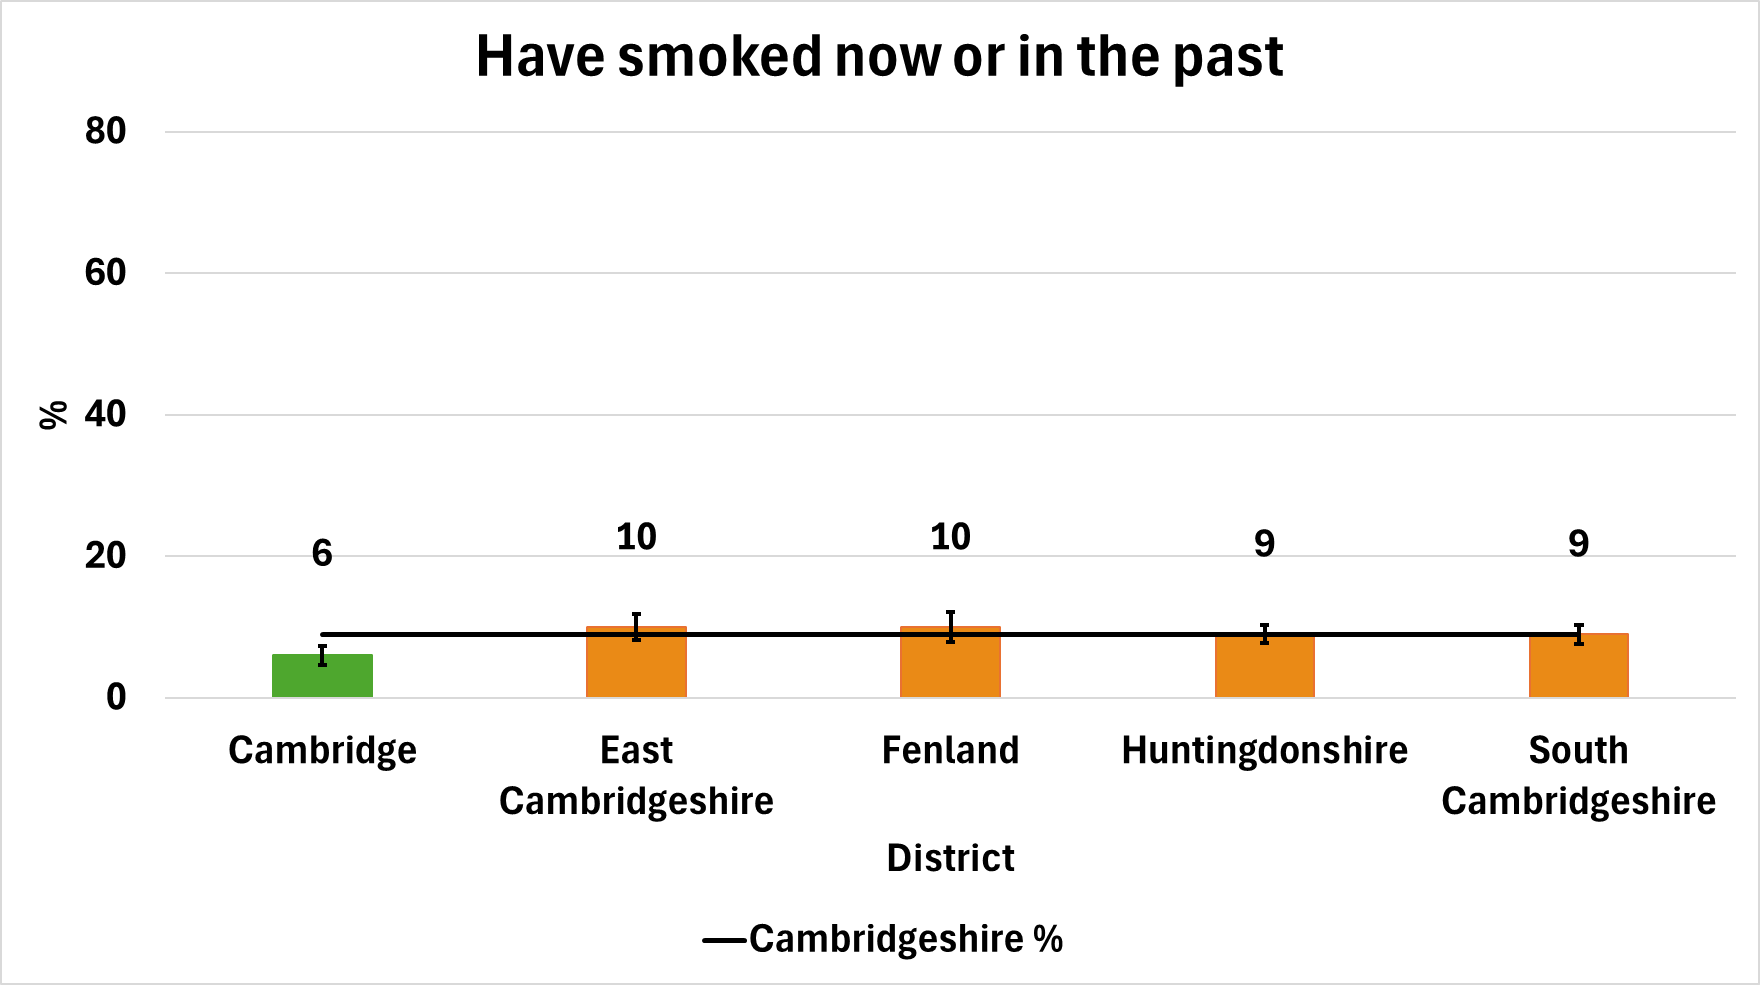 Have smoked now or in the past
80
60
40
20
0
%
6
10
10
9
9
Cambridge
East
Cambridgeshire
Fenland
Huntingdonshire
South
Cambridgeshire
District
Cambridgeshire %